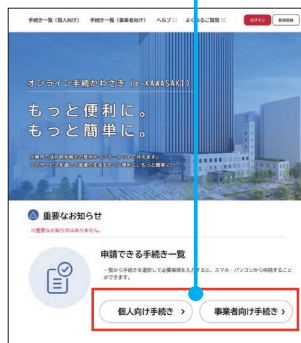 手続き一覧（個人向け） 手続き一覧（事業者向け） ヘルプ よくあるご質問 ログイン 新規登録
オンライン手続かわさき（e-KAWASAKI）
もっと便利に。
もっと簡単に。
重要なお知らせ
※重要なお知らせはありません。
申請できる手続き一覧
一覧から手続きを選択して必要事項を入力すると、スマホ・パソコンから申請すること
ができます。
個人向け手続き
事業者向け手続き